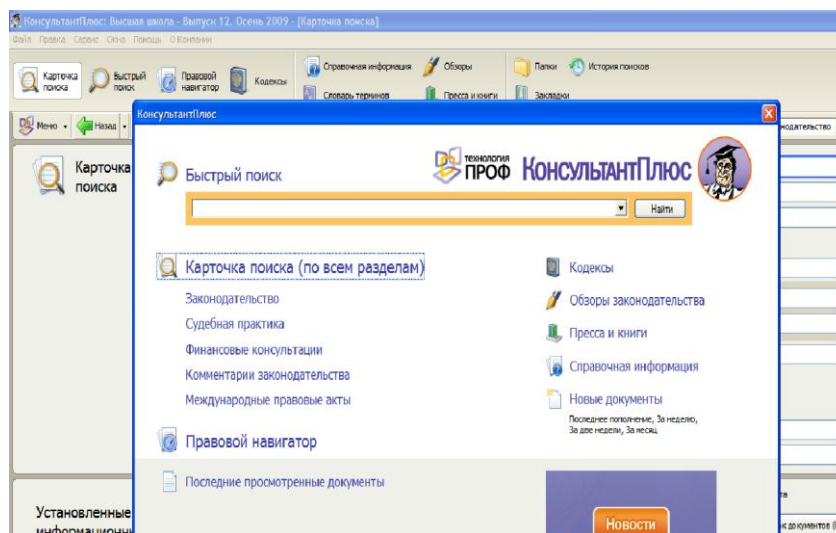 КонсультантПлюс: Высшая школа - Выпуск 12. Осень 2009 - [Карточка поиска]
Файл Правка Сервис Окна Помощь О Компании
Карточка поиска
Быстрый поиск
Правовой навигатор
Кодексы
Справочная информация
Обзоры
Папки
История поисков
Словарь терминов
Пресса и книги
Закладки
Меню
Назад
КонсультантПлюс
нодательство
Карточка
поиска
Быстрый поиск
технология
ПРОФ
КонсультантПлюс
Найти
Карточка поиска (по всем разделам)
Законодательство
Судебная практика
Финансовые консультации
Комментарии законодательства
Международные правовые акты
Кодексы
Обзоры законодательства
Пресса и книги
Справочная информация
Новые документы
Последнее пополнение, За неделю,
За две недели, За месяц
Правовой навигатор
Последние просмотренные документы
Новости
Установленные